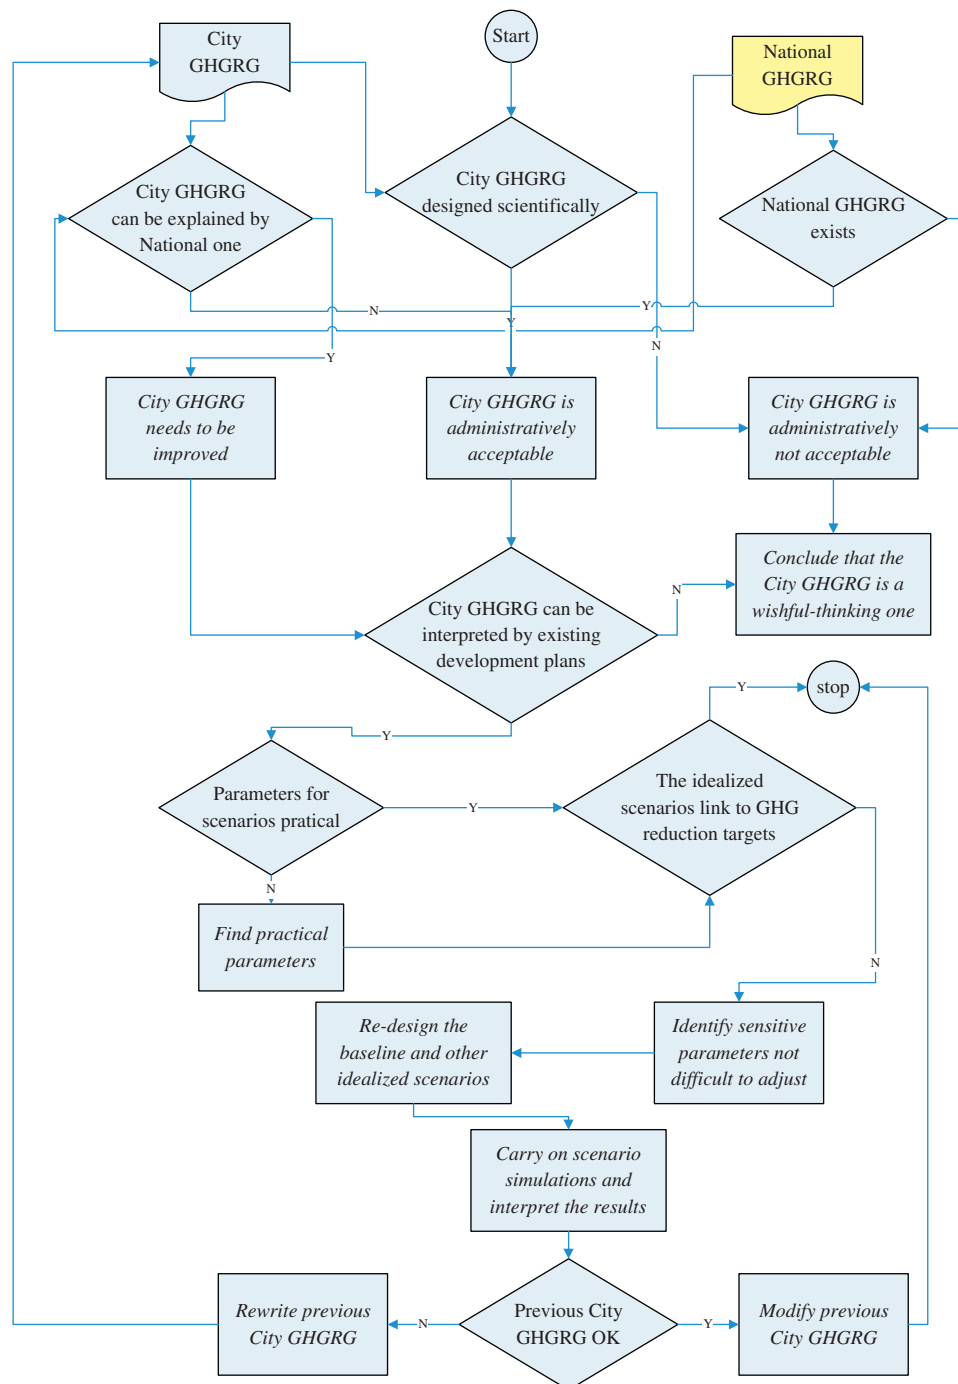 City
GHGRG
Start
National
GHGRG
City GHGRG
can be explained by
National one
City GHGRG
designed scientifically
National GHGRG
exists
N
Y
Y
N
Y
City GHGRG
needs to be
improved
City GHGRG is
administratively
acceptable
City GHGRG is
administratively
not acceptable
Conclude that the
City GHGRG is a
wishful-thinking one
City GHGRG can be
interpreted by existing
development plans
N
Y
Y
stop
Parameters for
scenarios pratical
Y
The idealized
scenarios link to GHG
reduction targets
N
Find practical
parameters
N
Re-design the
baseline and other
idealized scenarios
Identify sensitive
parameters not
difficult to adjust
Carry on scenario
simulations and
interpret the results
Rewrite previous
City GHGRG
N
Previous City
GHGRG OK
Y
Modify previous
City GHGRG